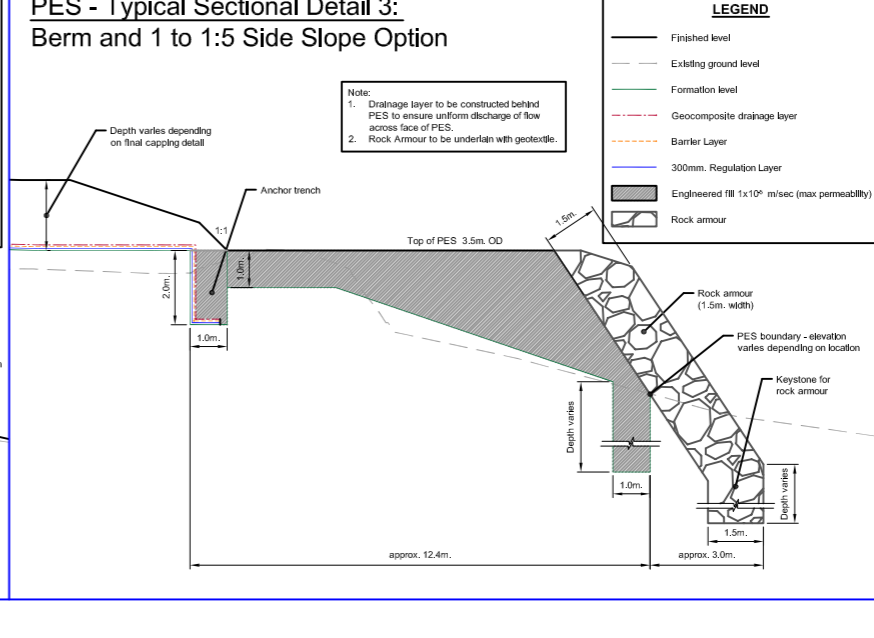 PES - Typical Sectional Detail 3:
Berm and 1 to 1:5 Side Slope Option
Note:
1. Drainage layer to be constructed behind
PES to ensure uniform discharge of flow
across face of PES.
2. Rock Armour to be underlain with geotextile.
LEGEND
Finished level
Existing ground level
Formation level
Geocomposite drainage layer
Barrier Layer
300mm. Regulation Layer
Engineered fill 1x10⁻⁹ m/sec (max permeability)
Rock armour
Depth varies depending
on final capping detail
Anchor trench
1:1
Top of PES 3.5m. OD
1.5m.
2.0m.
1.0m.
1.0m.
Rock armour
(1.5m. width)
PES boundary - elevation
varies depending on location
Keystone for
rock armour
Depth varies
1.0m.
Depth varies
1.5m.
approx. 12.4m.
approx. 3.0m.